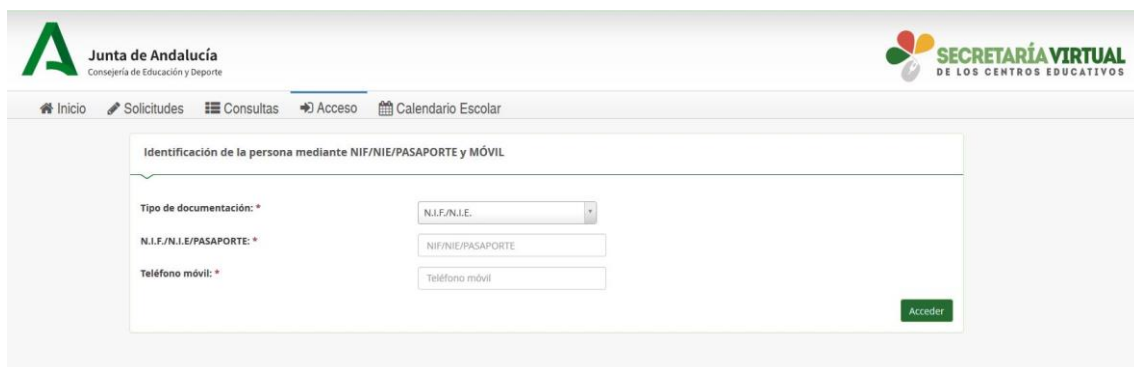 Junta de Andalucía
Consejería de Educación y Deporte
SECRETARÍA VIRTUAL
DE LOS CENTROS EDUCATIVOS
Inicio Solicitudes Consultas Acceso Calendario Escolar
Identificación de la persona mediante NIF/NIE/PASAPORTE y MÓVIL
Tipo de documentación: * N.I.F./N.I.E.
N.I.F./N.I.E/PASAPORTE: * NIF/NIE/PASAPORTE
Teléfono móvil: * Teléfono móvil
Acceder